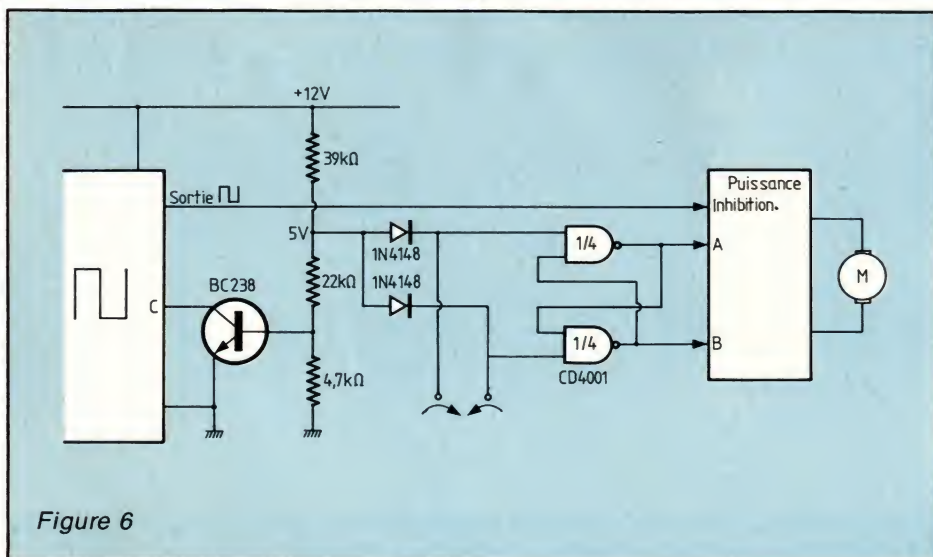 +12V
39kΩ
Sortie
Puissance
Inhibition.
5V
1N4148
1/4
A
BC238
22kΩ
1N4148
M
C
1/4
B
4,7kΩ
CD4001
Figure 6